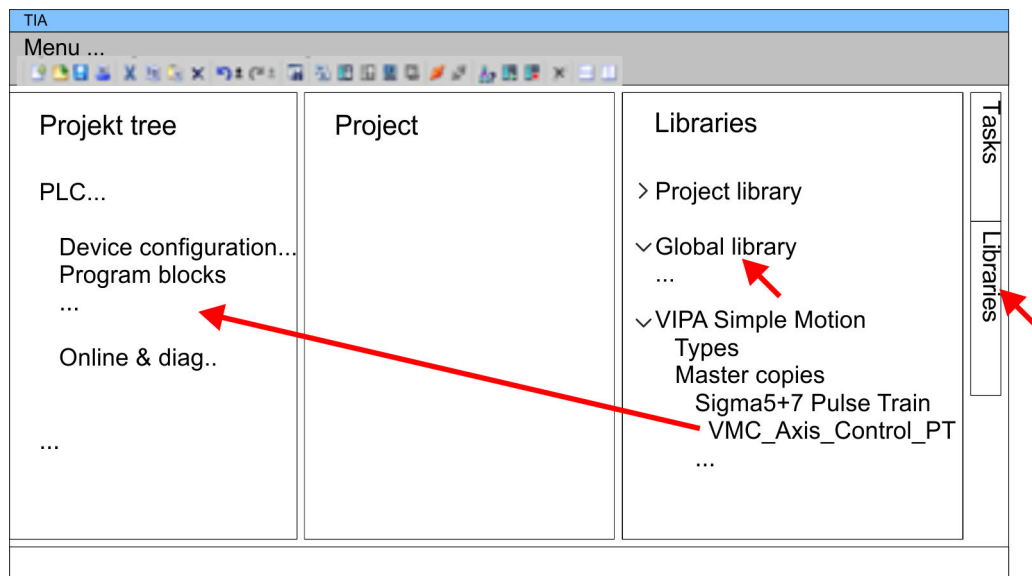 TIA
Menu ...
Projekt tree
PLC...
Device configuration...
Program blocks
...
Online & diag..
...
Project
Libraries
> Project library
Global library
...
VIPA Simple Motion
Types
Master copies
Sigma5+7 Pulse Train
VMC_Axis_Control_PT
...
Tasks
Libraries